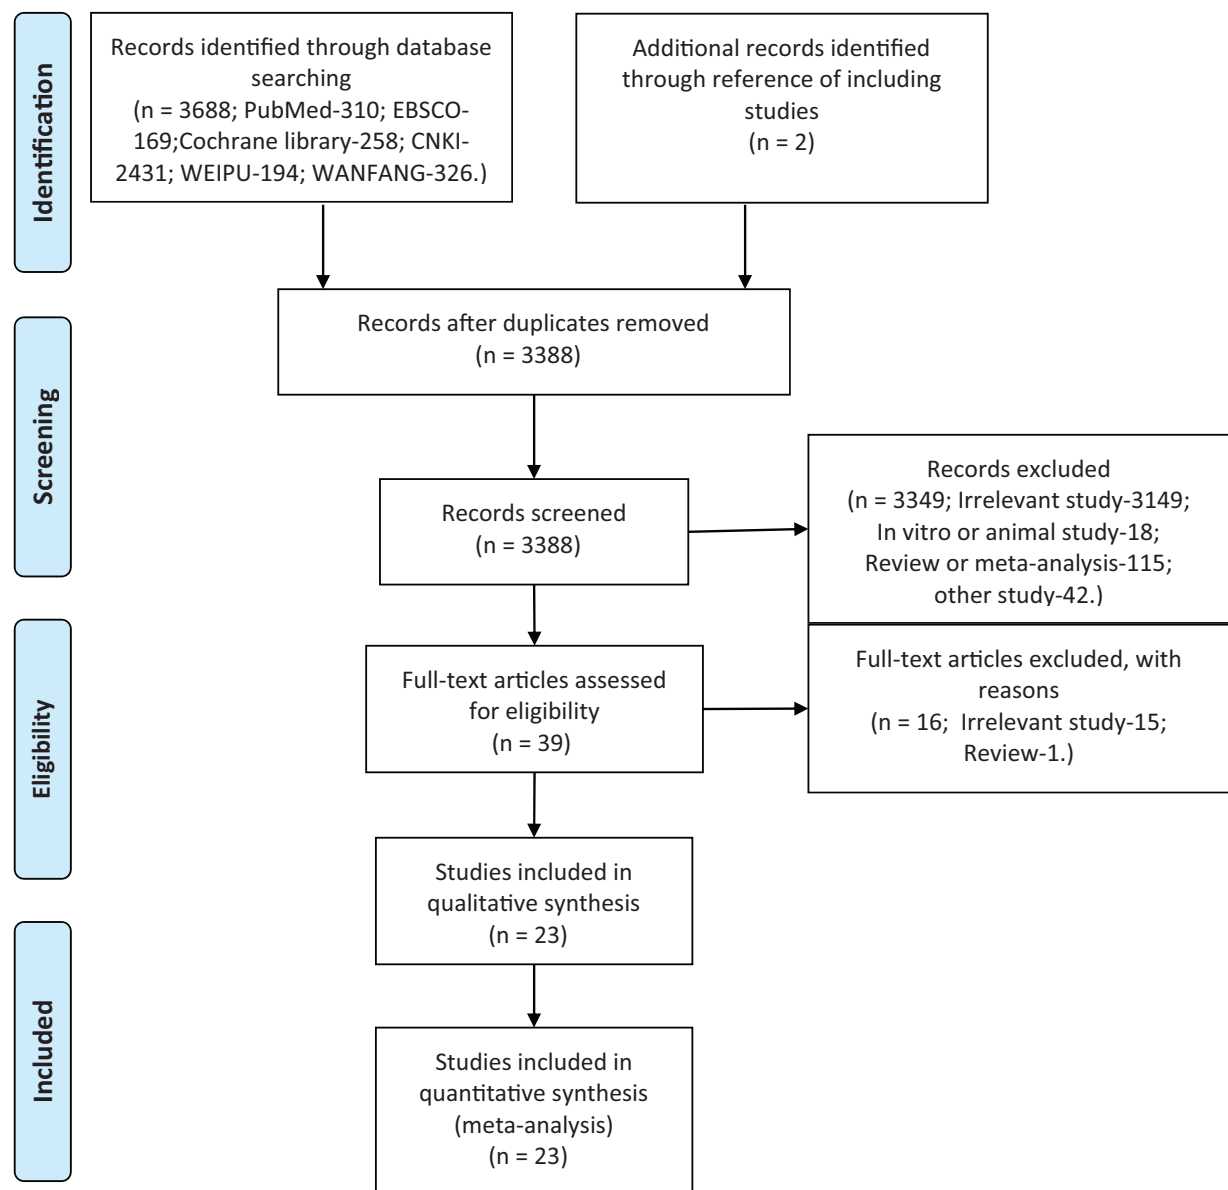 Identification
Records identified through database
searching
(n = 3688; PubMed-310; EBSCO-
169;Cochrane library-258; CNKI-
2431; WEIPU-194; WANFANG-326.)
Additional records identified
through reference of including
studies
(n = 2)
Screening
Records after duplicates removed
(n = 3388)
Records screened
(n = 3388)
Records excluded
(n = 3349; Irrelevant study-3149;
In vitro or animal study-18;
Review or meta-analysis-115;
other study-42.)
Eligibility
Full-text articles assessed
for eligibility
(n = 39)
Full-text articles excluded, with
reasons
(n = 16;  Irrelevant study-15;
Review-1.)
Studies included in
qualitative synthesis
(n = 23)
Included
Studies included in
quantitative synthesis
(meta-analysis)
(n = 23)